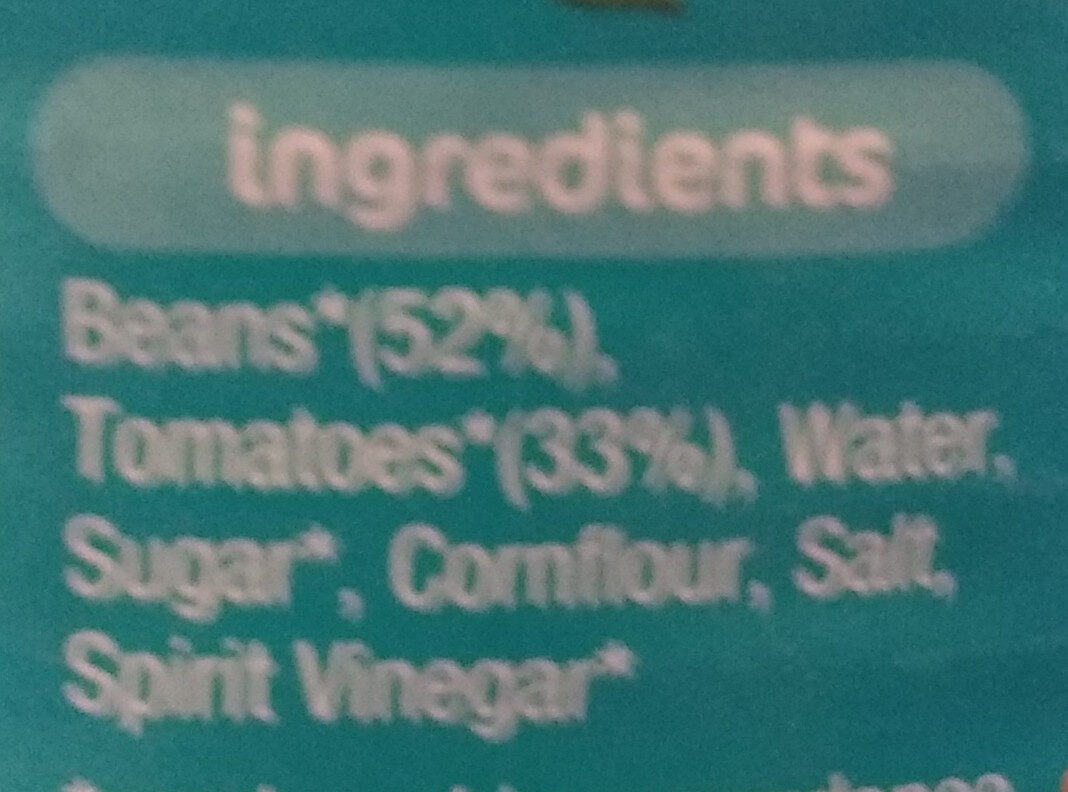 ingredients
Beans*(52%),
Tomatoes*(33%), Water,
Sugar*, Cornflour, Salt,
Spirit Vinegar*